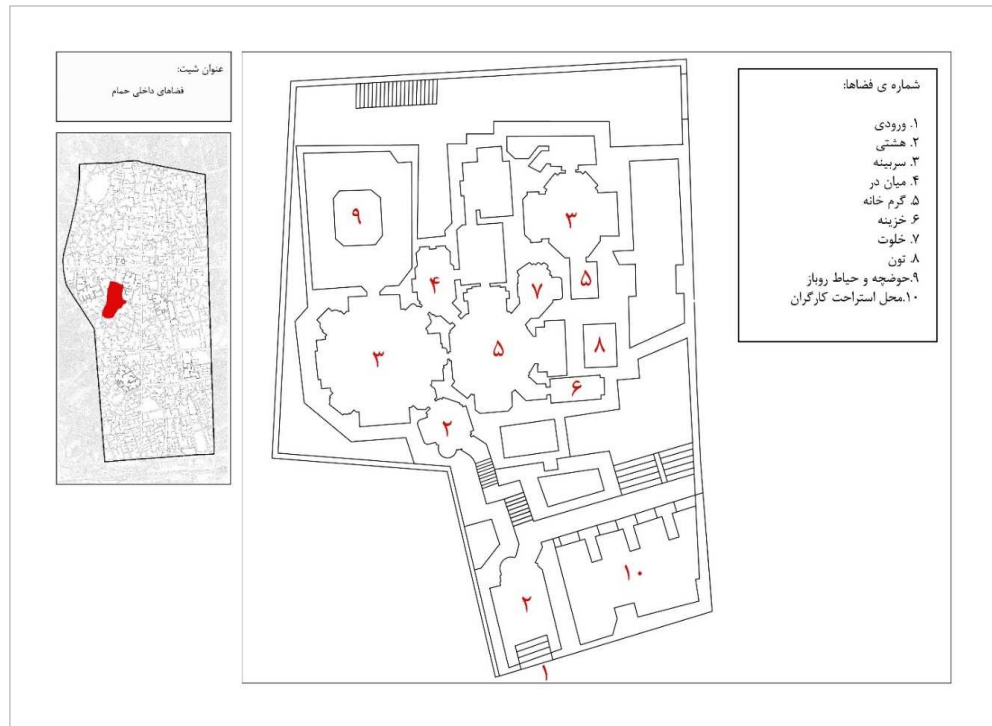 عنوان شیت:
فضاهای داخلی حمام
شماره ی فضاها:
۱. ورودی
۲. هشتی
۳. سربینه
۴. میان در
۵. گرم خانه
۶. خزینه
۷. خلوت
۸. تون
۹.حوضچه و حیاط روباز
۱۰.محل استراحت کارگران
۹
۳
۴
۷
۵
۳
۵
۸
۶
۲
۱۰
۲
۱